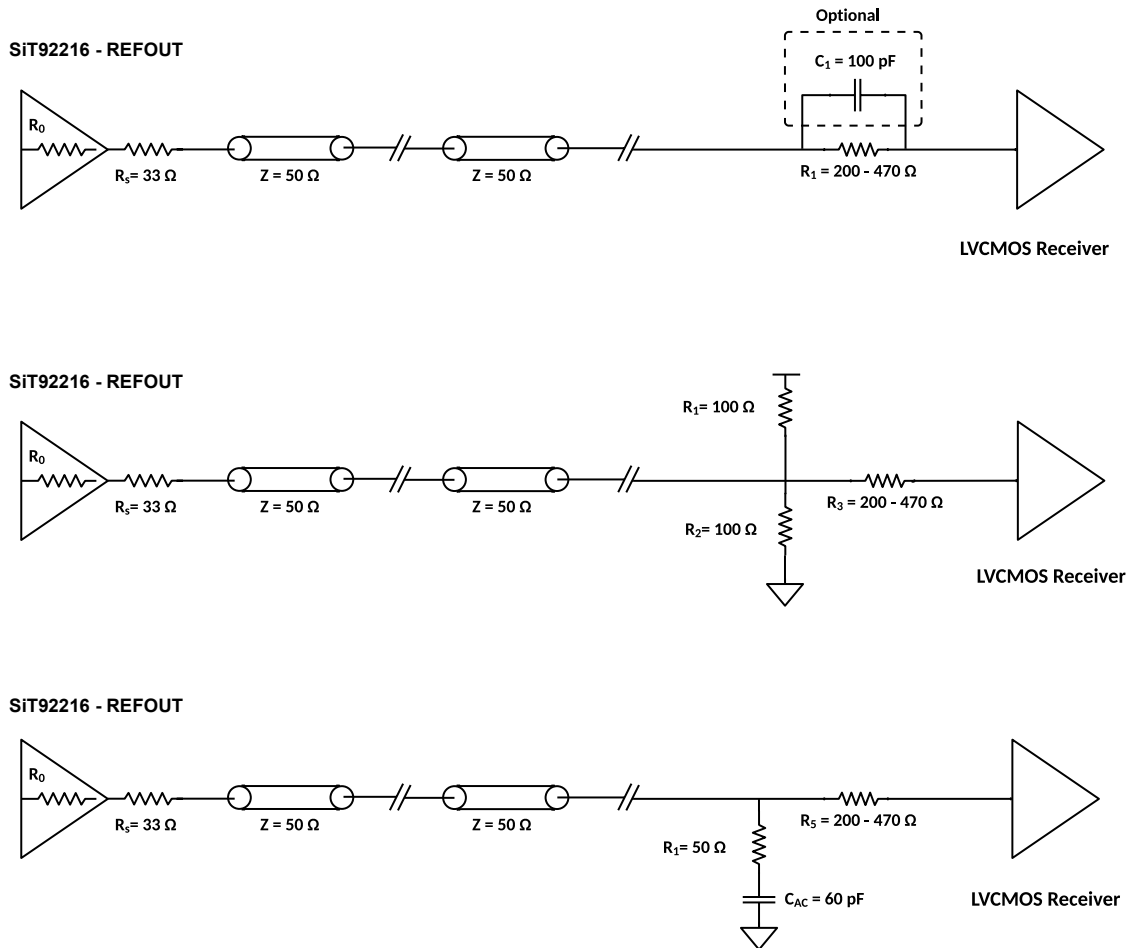 Optional
SiT92216 - REFOUT
C₁ = 100 pF
R₀
Rₛ= 33 Ω
Z = 50 Ω
Z = 50 Ω
R₁ = 200 - 470 Ω
LVCMOS Receiver
SiT92216 - REFOUT
R₁= 100 Ω
R₀
Rₛ= 33 Ω
Z = 50 Ω
Z = 50 Ω
R₃ = 200 - 470 Ω
R₂= 100 Ω
LVCMOS Receiver
SiT92216 - REFOUT
R₀
Rₛ= 33 Ω
Z = 50 Ω
Z = 50 Ω
R₅ = 200 - 470 Ω
R₁= 50 Ω
C_AC = 60 pF
LVCMOS Receiver